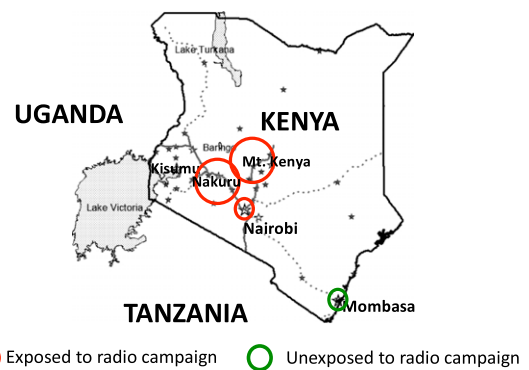 Lake Turkana
UGANDA
KENYA
Baringo
Mt. Kenya
Kisumu
Nakuru
Lake Victoria
Nairobi
TANZANIA
Mombasa
Exposed to radio campaign
Unexposed to radio campaign